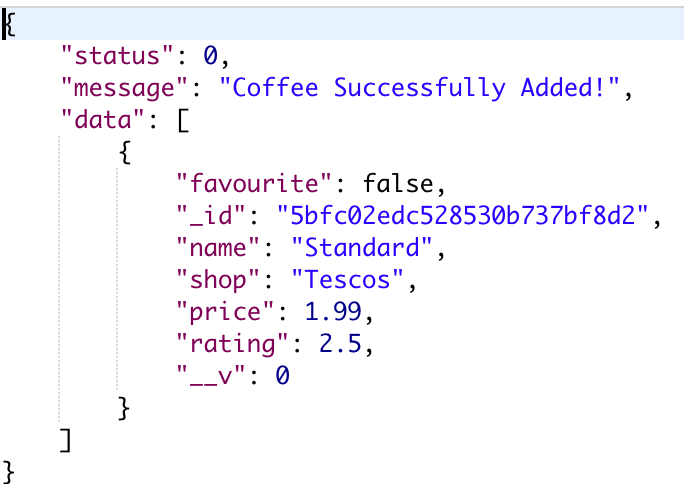 {
    "status": 0,
    "message": "Coffee Successfully Added!",
    "data": [
        {
            "favourite": false,
            "_id": "5bfc02edc528530b737bf8d2",
            "name": "Standard",
            "shop": "Tescos",
            "price": 1.99,
            "rating": 2.5,
            "__v": 0
        }
    ]
}